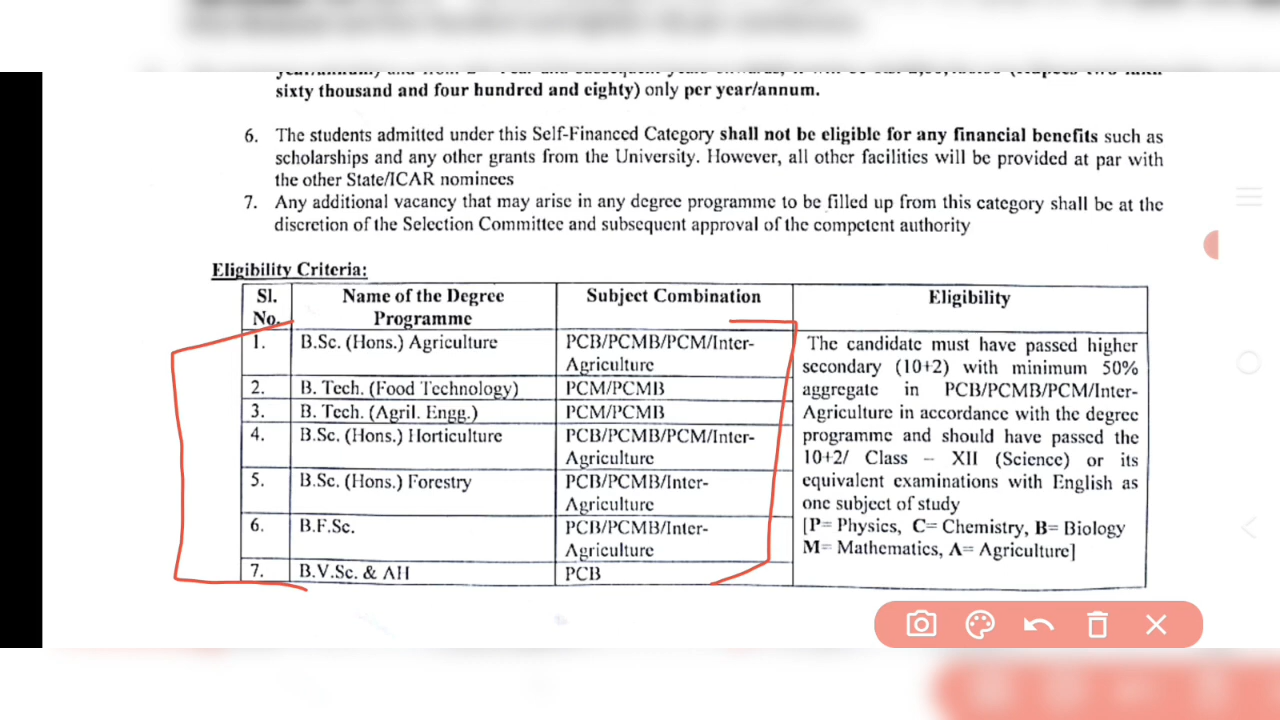 sixty thousand and four hundred and eighty) only per year/annum.
6. The students admitted under this Self-Financed Category shall not be eligible for any financial benefits such as
scholarships and any other grants from the University. However, all other facilities will be provided at par with
the other State/ICAR nominees
7. Any additional vacancy that may arise in any degree programme to be filled up from this category shall be at the
discretion of the Selection Committee and subsequent approval of the competent authority
Eligibility Criteria:
Sl. No. Name of the Degree Programme Subject Combination Eligibility
1. B.Sc. (Hons.) Agriculture PCB/PCMB/PCM/Inter-
Agriculture
2. B. Tech. (Food Technology) PCM/PCMB
3. B. Tech. (Agril. Engg.) PCM/PCMB
4. B.Sc. (Hons.) Horticulture PCB/PCMB/PCM/Inter-
Agriculture
5. B.Sc. (Hons.) Forestry PCB/PCMB/Inter-
Agriculture
6. B.F.Sc. PCB/PCMB/Inter-
Agriculture
7. B.V.Sc. & AH PCB
The candidate must have passed higher
secondary (10+2) with minimum 50%
aggregate in PCB/PCMB/PCM/Inter-
Agriculture in accordance with the degree
programme and should have passed the
10+2/ Class – XII (Science) or its
equivalent examinations with English as
one subject of study
[P= Physics, C= Chemistry, B= Biology
M= Mathematics, A= Agriculture]